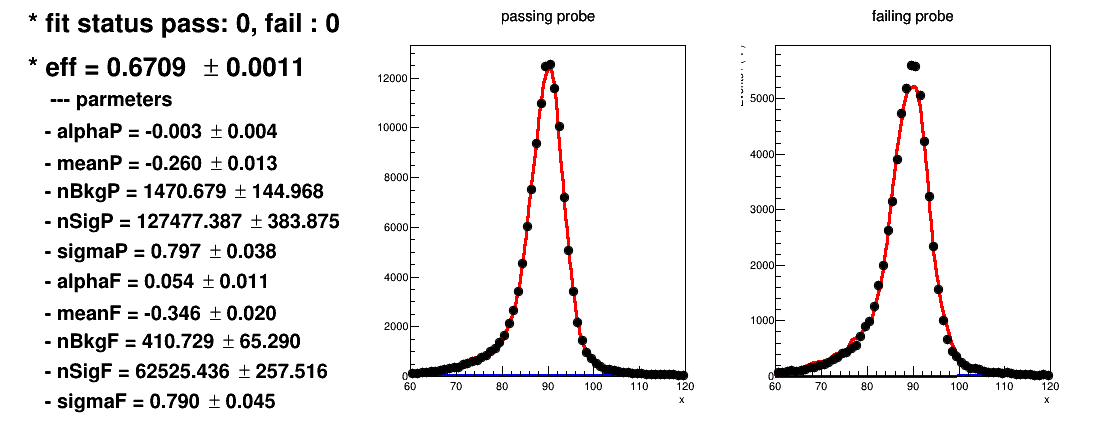 * fit status pass: 0, fail : 0
* eff = 0.6709 ± 0.0011
--- parmeters
- alphaP = -0.003 ± 0.004
- meanP = -0.260 ± 0.013
- nBkgP = 1470.679 ± 144.968
- nSigP = 127477.387 ± 383.875
- sigmaP = 0.797 ± 0.038
- alphaF = 0.054 ± 0.011
- meanF = -0.346 ± 0.020
- nBkgF = 410.729 ± 65.290
- nSigF = 62525.436 ± 257.516
- sigmaF = 0.790 ± 0.045
passing probe
12000
10000
8000
6000
4000
2000
0
60 70 80 90 100 110 120
x
failing probe
5000
4000
3000
2000
1000
0
60 70 80 90 100 110 120
x